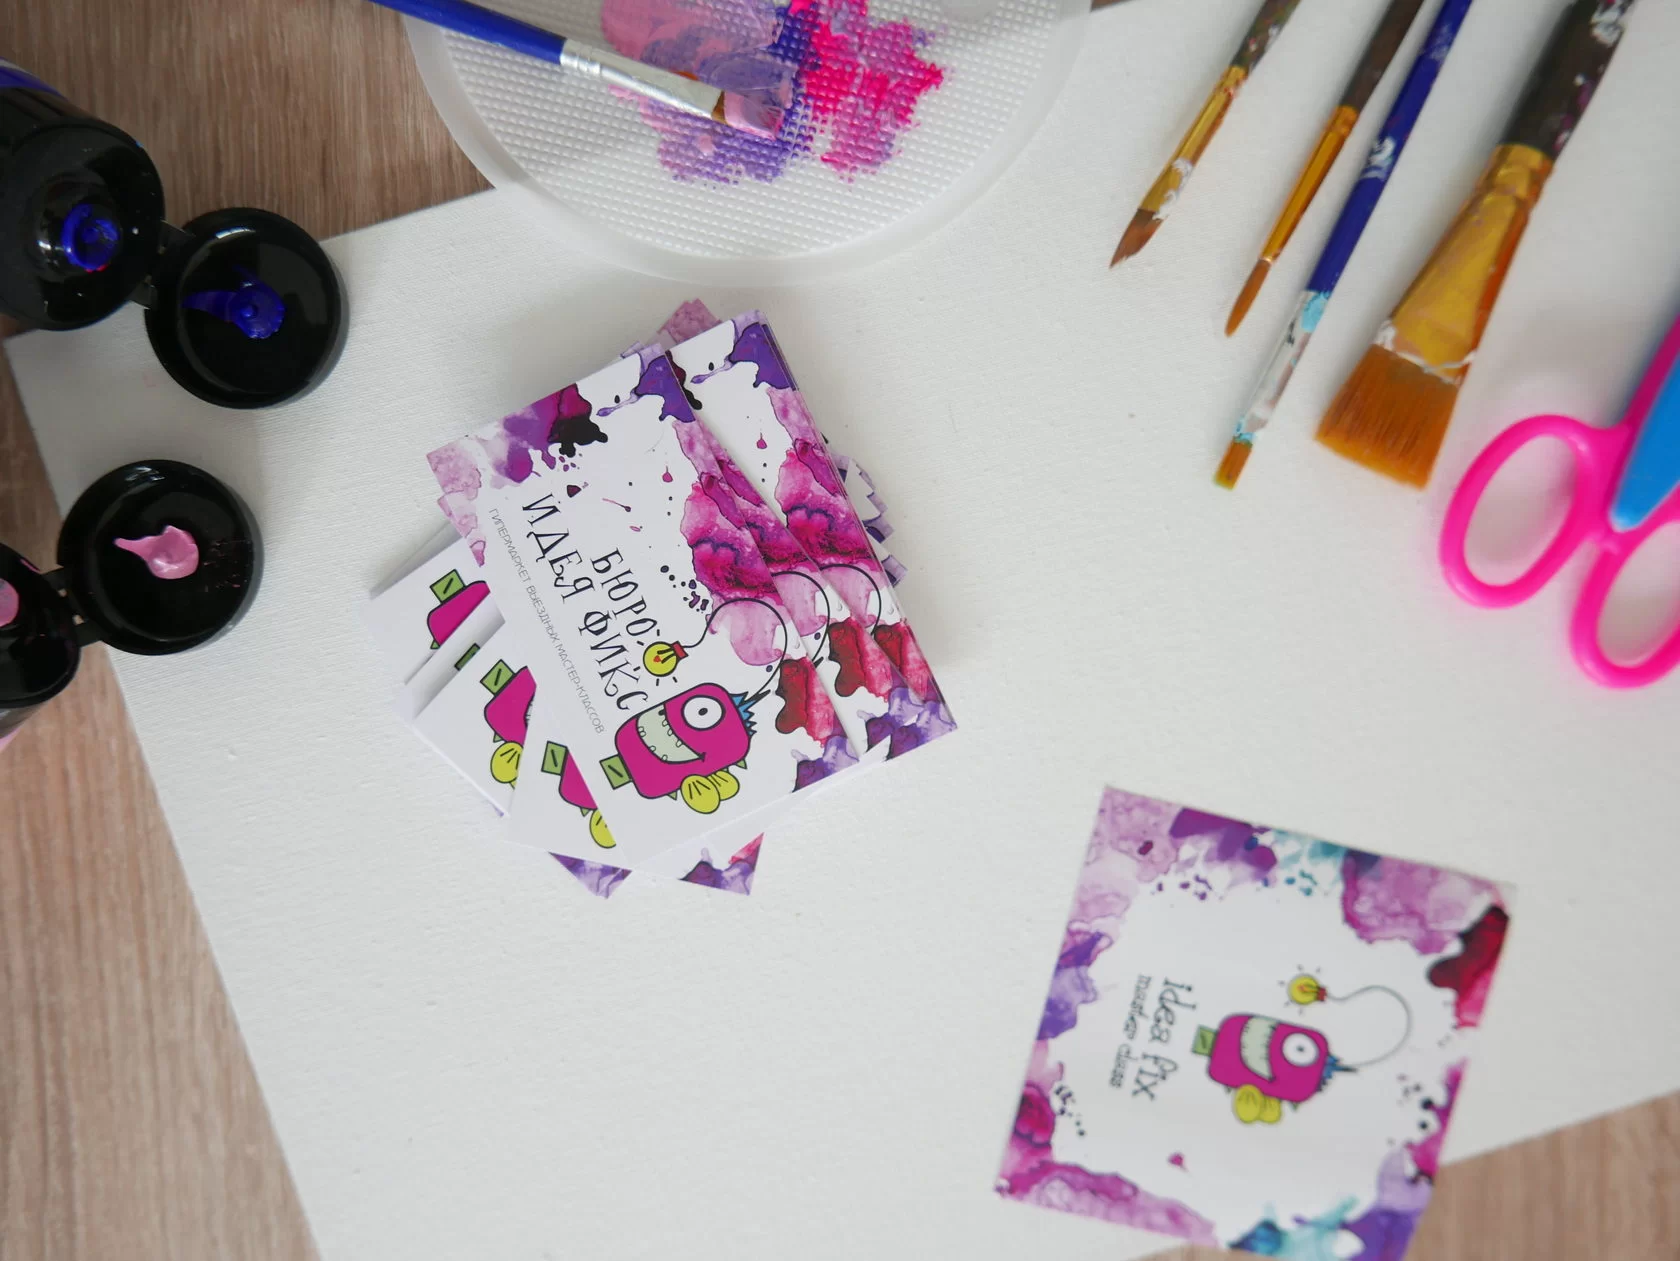 БЮРО
ИДЕЯ ФИКС
ГИПЕРМАРКЕТ ВЫЕЗДНЫХ МАСТЕР-КЛАССОВ
idea fix
master class